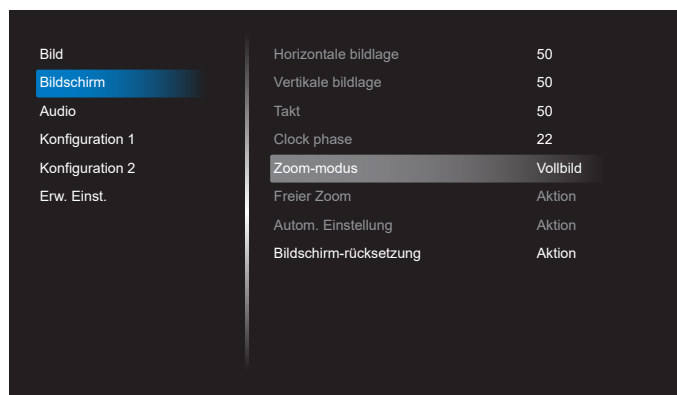 Bild
Bildschirm
Audio
Konfiguration 1
Konfiguration 2
Erw. Einst.
Horizontale bildlage 50
Vertikale bildlage 50
Takt 50
Clock phase 22
Zoom-modus Vollbild
Freier Zoom Aktion
Autom. Einstellung Aktion
Bildschirm-rücksetzung Aktion